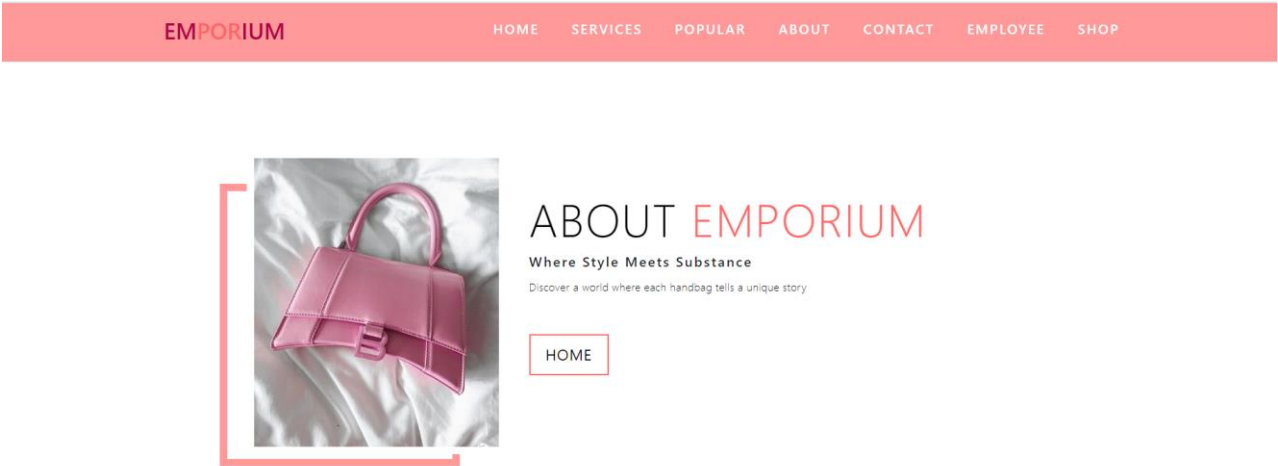 EMPORIUM
HOME SERVICES POPULAR ABOUT CONTACT EMPLOYEE SHOP
ABOUT EMPORIUM
Where Style Meets Substance
Discover a world where each handbag tells a unique story
HOME